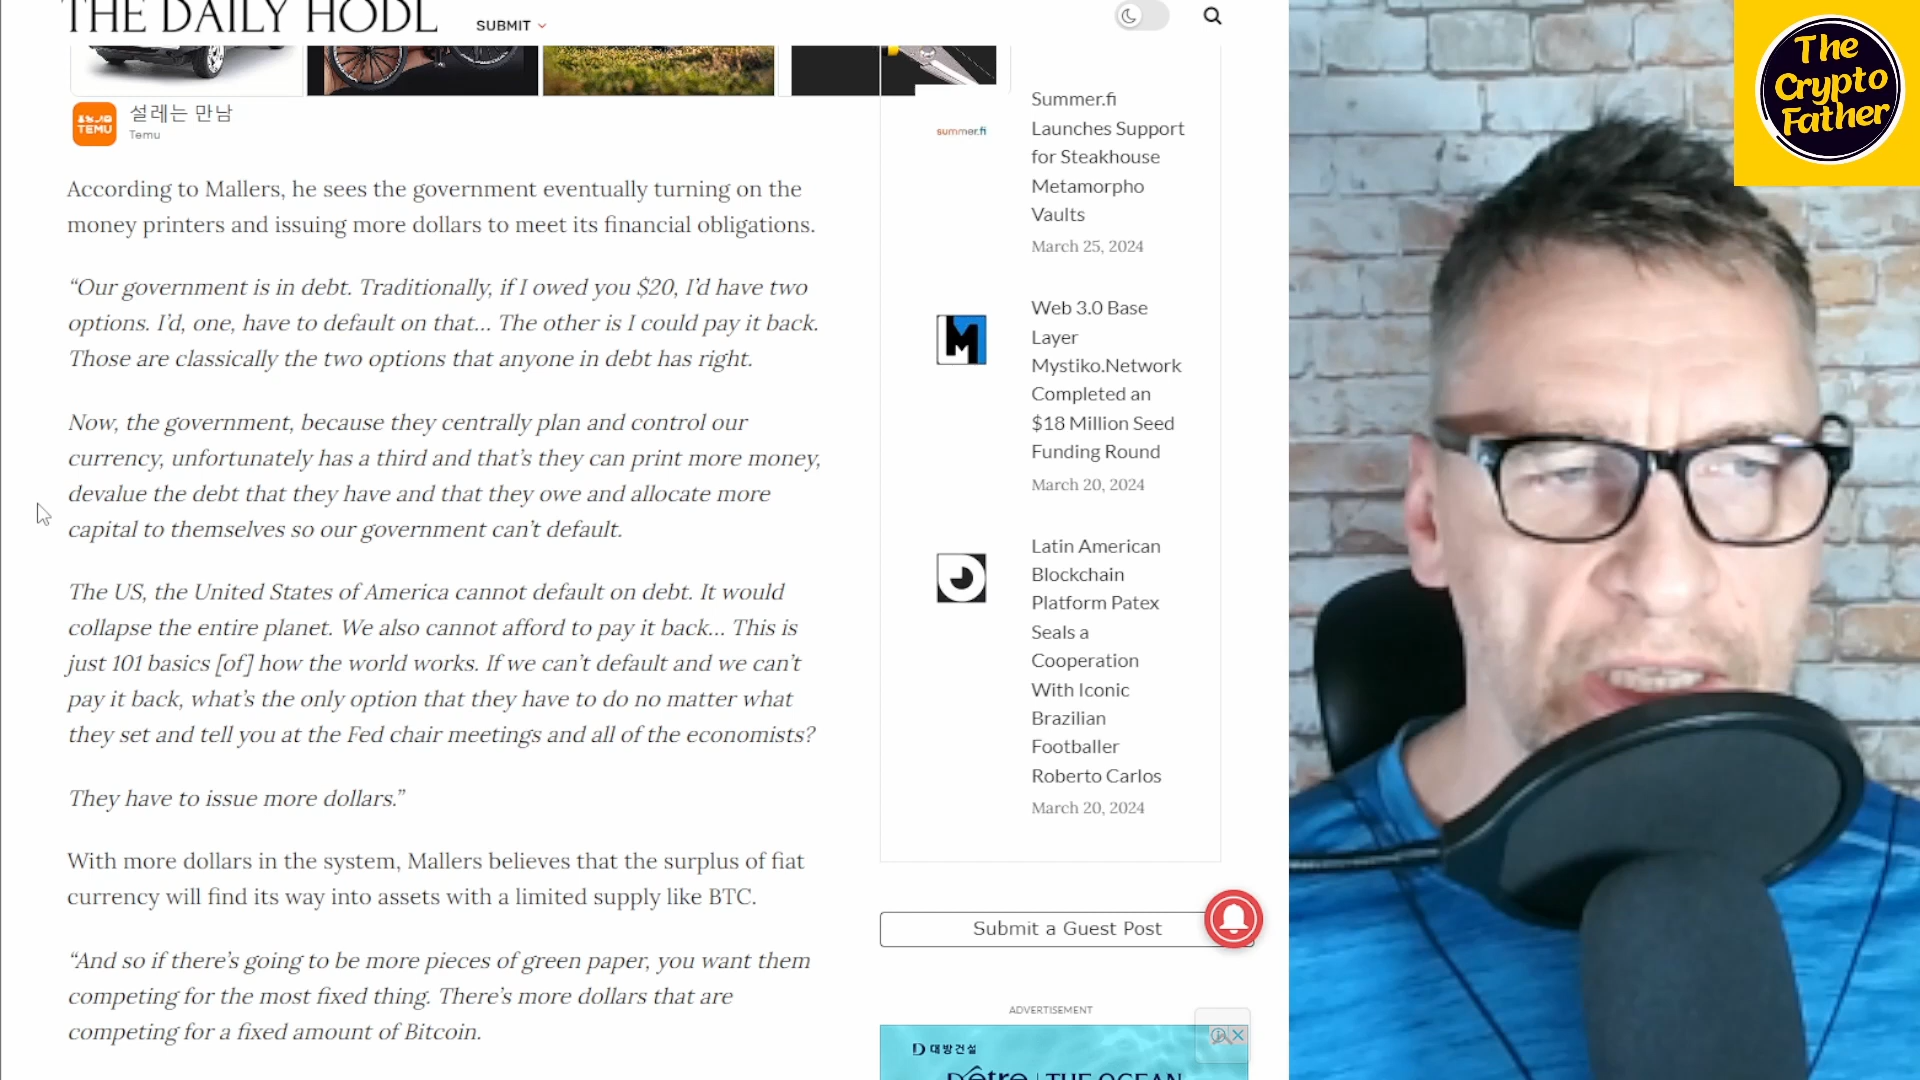 THE DAILY HODL
SUBMIT
TEMU
설레는 만남
Temu
According to Mallers, he sees the government eventually turning on the
money printers and issuing more dollars to meet its financial obligations.
“Our government is in debt. Traditionally, if I owed you $20, I’d have two
options. I’d, one, have to default on that… The other is I could pay it back.
Those are classically the two options that anyone in debt has right.
Now, the government, because they centrally plan and control our
currency, unfortunately has a third and that’s they can print more money,
devalue the debt that they have and that they owe and allocate more
capital to themselves so our government can’t default.
The US, the United States of America cannot default on debt. It would
collapse the entire planet. We also cannot afford to pay it back… This is
just 101 basics [of] how the world works. If we can’t default and we can’t
pay it back, what’s the only option that they have to do no matter what
they set and tell you at the Fed chair meetings and all of the economists?
They have to issue more dollars.”
With more dollars in the system, Mallers believes that the surplus of fiat
currency will find its way into assets with a limited supply like BTC.
“And so if there’s going to be more pieces of green paper, you want them
competing for the most fixed thing. There’s more dollars that are
competing for a fixed amount of Bitcoin.
summer.fi
Summer.fi
Launches Support
for Steakhouse
Metamorpho
Vaults
March 25, 2024
M
Web 3.0 Base
Layer
Mystiko.Network
Completed an
$18 Million Seed
Funding Round
March 20, 2024
Latin American
Blockchain
Platform Patex
Seals a
Cooperation
With Iconic
Brazilian
Footballer
Roberto Carlos
March 20, 2024
Submit a Guest Post
ADVERTISEMENT
대방건설
Dêtre | THE OCEAN
The
Crypto
Father